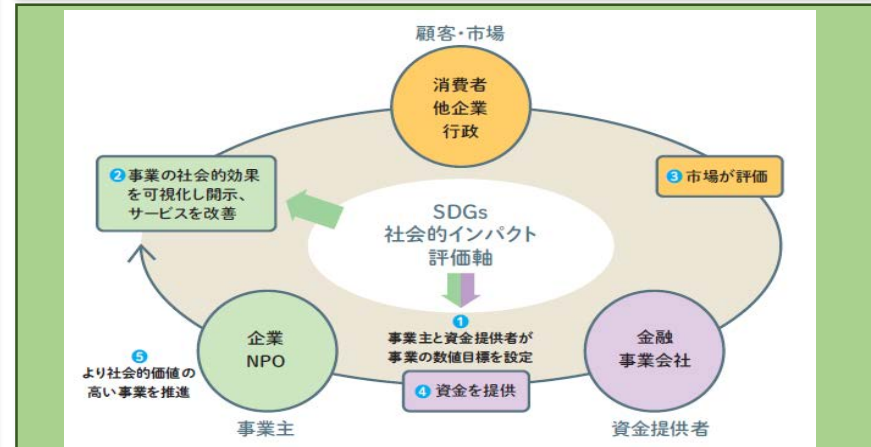 顧客・市場
消費者
他企業
行政
❷事業の社会的効果
を可視化し開示、
サービスを改善
❸市場が評価
SDGs
社会的インパクト
評価軸
❶
事業主と資金提供者が
事業の数値目標を設定
企業
NPO
金融
事業会社
❺
より社会的価値の
高い事業を推進
❹資金を提供
事業主
資金提供者